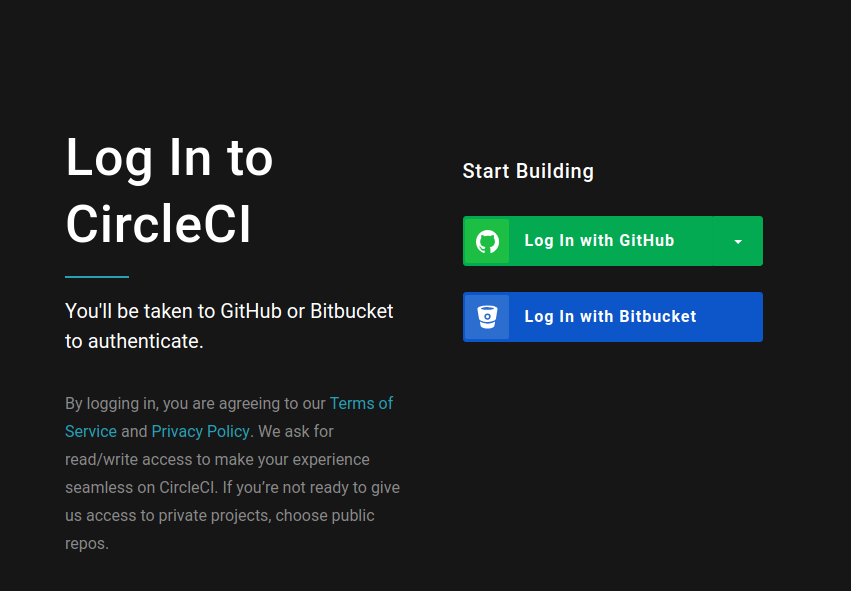 Log In to
CircleCI
You'll be taken to GitHub or Bitbucket
to authenticate.
By logging in, you are agreeing to our Terms of
Service and Privacy Policy. We ask for
read/write access to make your experience
seamless on CircleCI. If you’re not ready to give
us access to private projects, choose public
repos.
Start Building
Log In with GitHub
Log In with Bitbucket